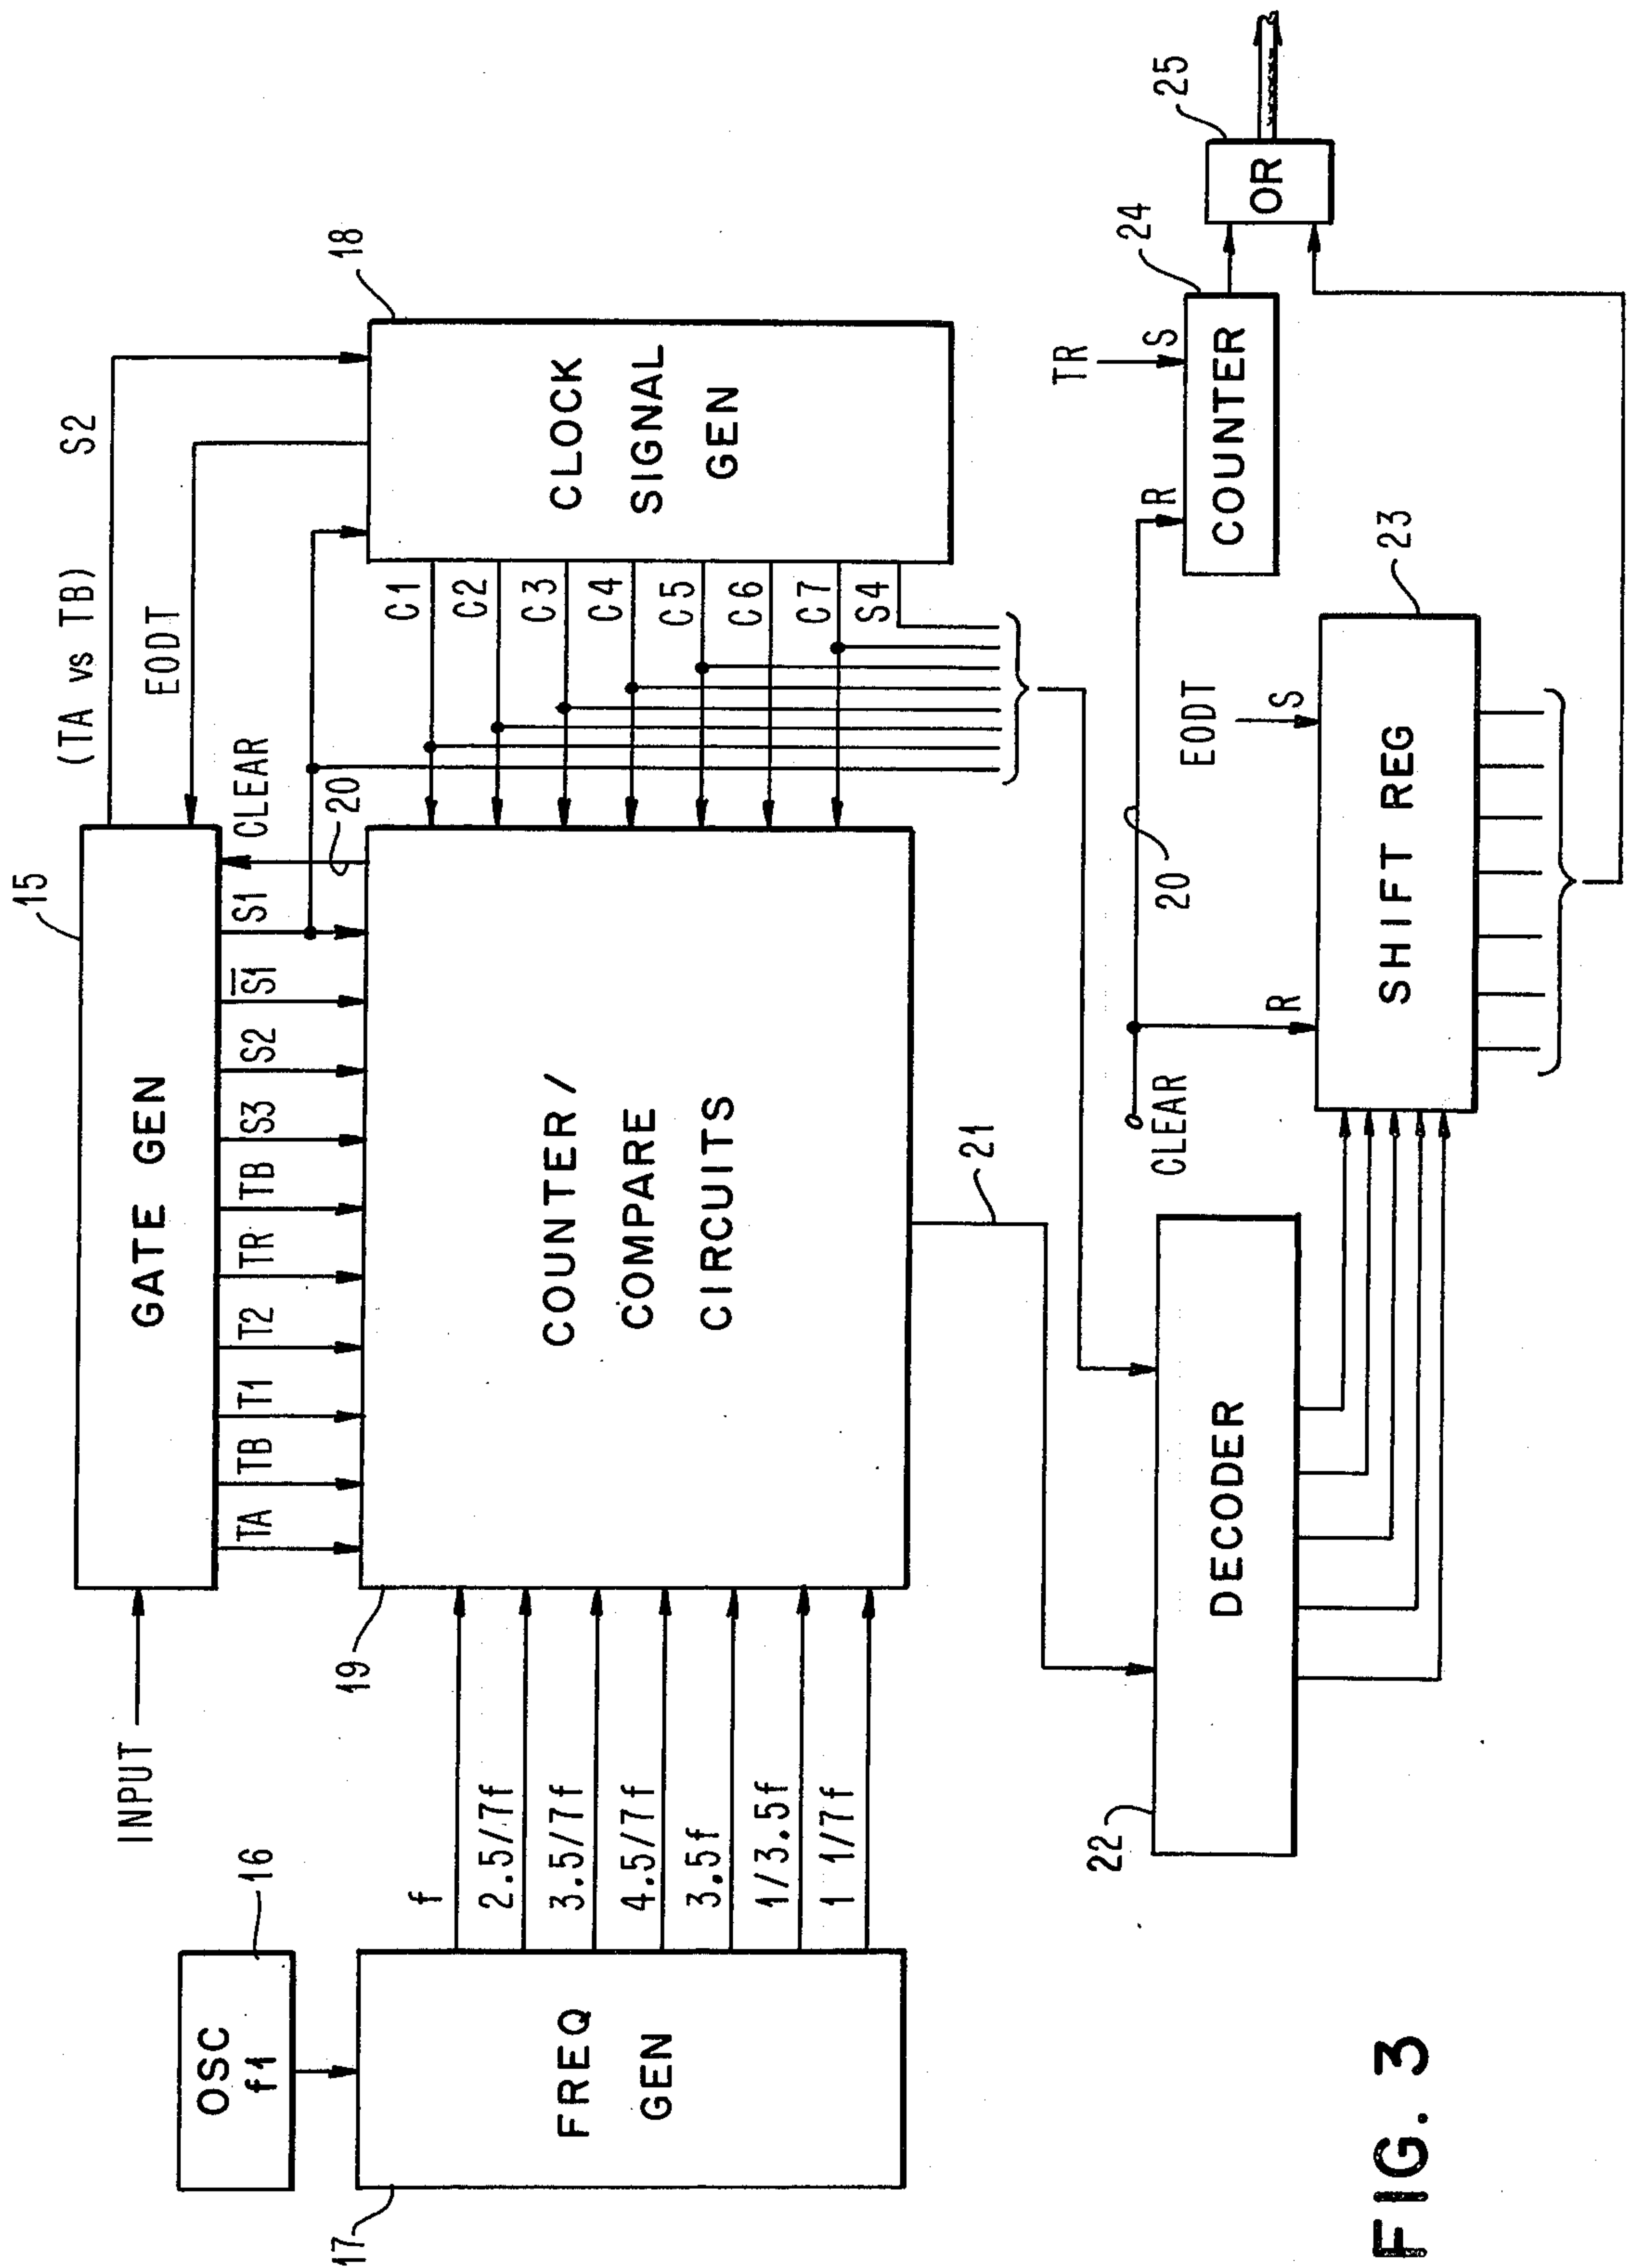 15
GATE GEN
INPUT
(TA vs TB) S2
EODT
CLEAR
20
TA
TB
T1
T2
TR
TB
S3
S2
S̅1̅
S1
16
OSC
f1
17
FREQ
GEN
f
2.5/7f
3.5/7f
4.5/7f
3.5f
1/3.5f
1 1/7f
19
COUNTER/
COMPARE
CIRCUITS
18
CLOCK
SIGNAL
GEN
C1
C2
C3
C4
C5
C6
C7
S4
21
22
DECODER
CLEAR
20
R
EODT
S
23
SHIFT REG
R
TR
S
24
COUNTER
25
OR
FIG. 3